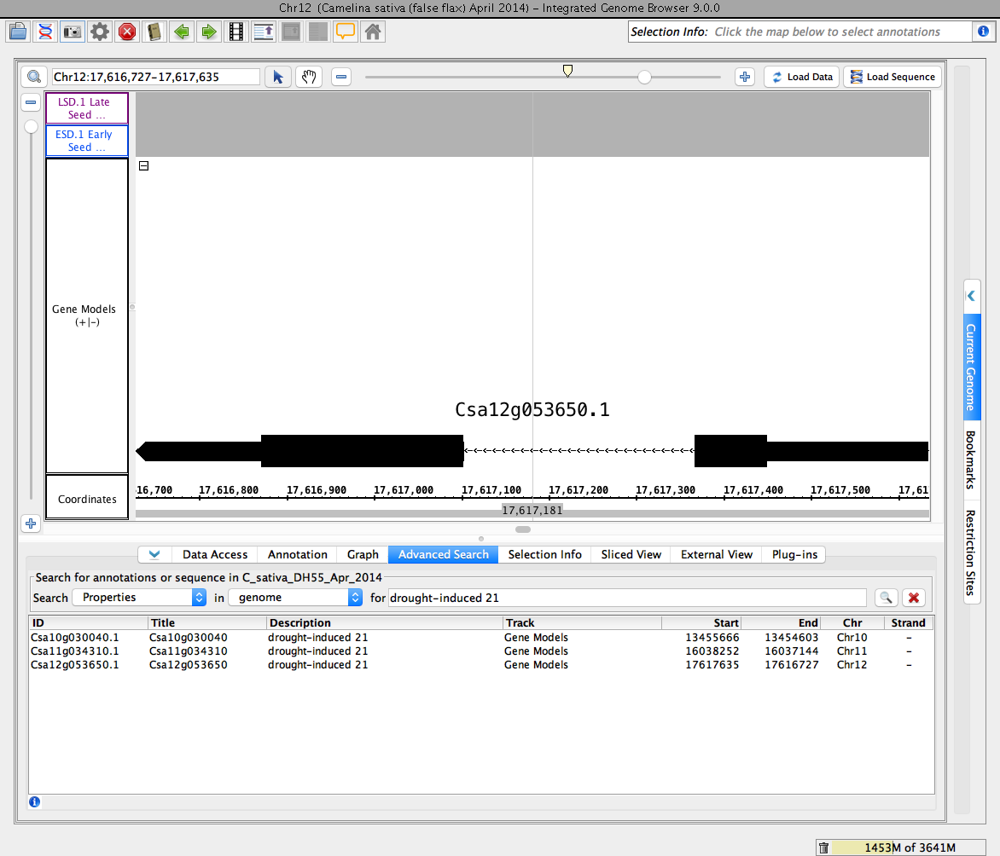 Chr12 (Camelina sativa (false flax) April 2014) – Integrated Genome Browser 9.0.0
Selection Info: Click the map below to select annotations
Chr12:17,616,727-17,617,635
Load Data
Load Sequence
LSD.1 Late
Seed ...
ESD.1 Early
Seed ...
Gene Models
(+|-)
Csa12g053650.1
Coordinates
16,700 17,616,800 17,616,900 17,617,000 17,617,100 17,617,200 17,617,300 17,617,400 17,617,500 17,61
17,617,181
Current Genome
Bookmarks
Restriction Sites
Data Access Annotation Graph Advanced Search Selection Info Sliced View External View Plug-ins
Search for annotations or sequence in C_sativa_DH55_Apr_2014
Search Properties in genome for drought-induced 21
ID Title Description Track Start End Chr Strand
Csa10g030040.1 Csa10g030040 drought-induced 21 Gene Models 13455666 13454603 Chr10 -
Csa11g034310.1 Csa11g034310 drought-induced 21 Gene Models 16038252 16037144 Chr11 -
Csa12g053650.1 Csa12g053650 drought-induced 21 Gene Models 17617635 17616727 Chr12 -
1453M of 3641M